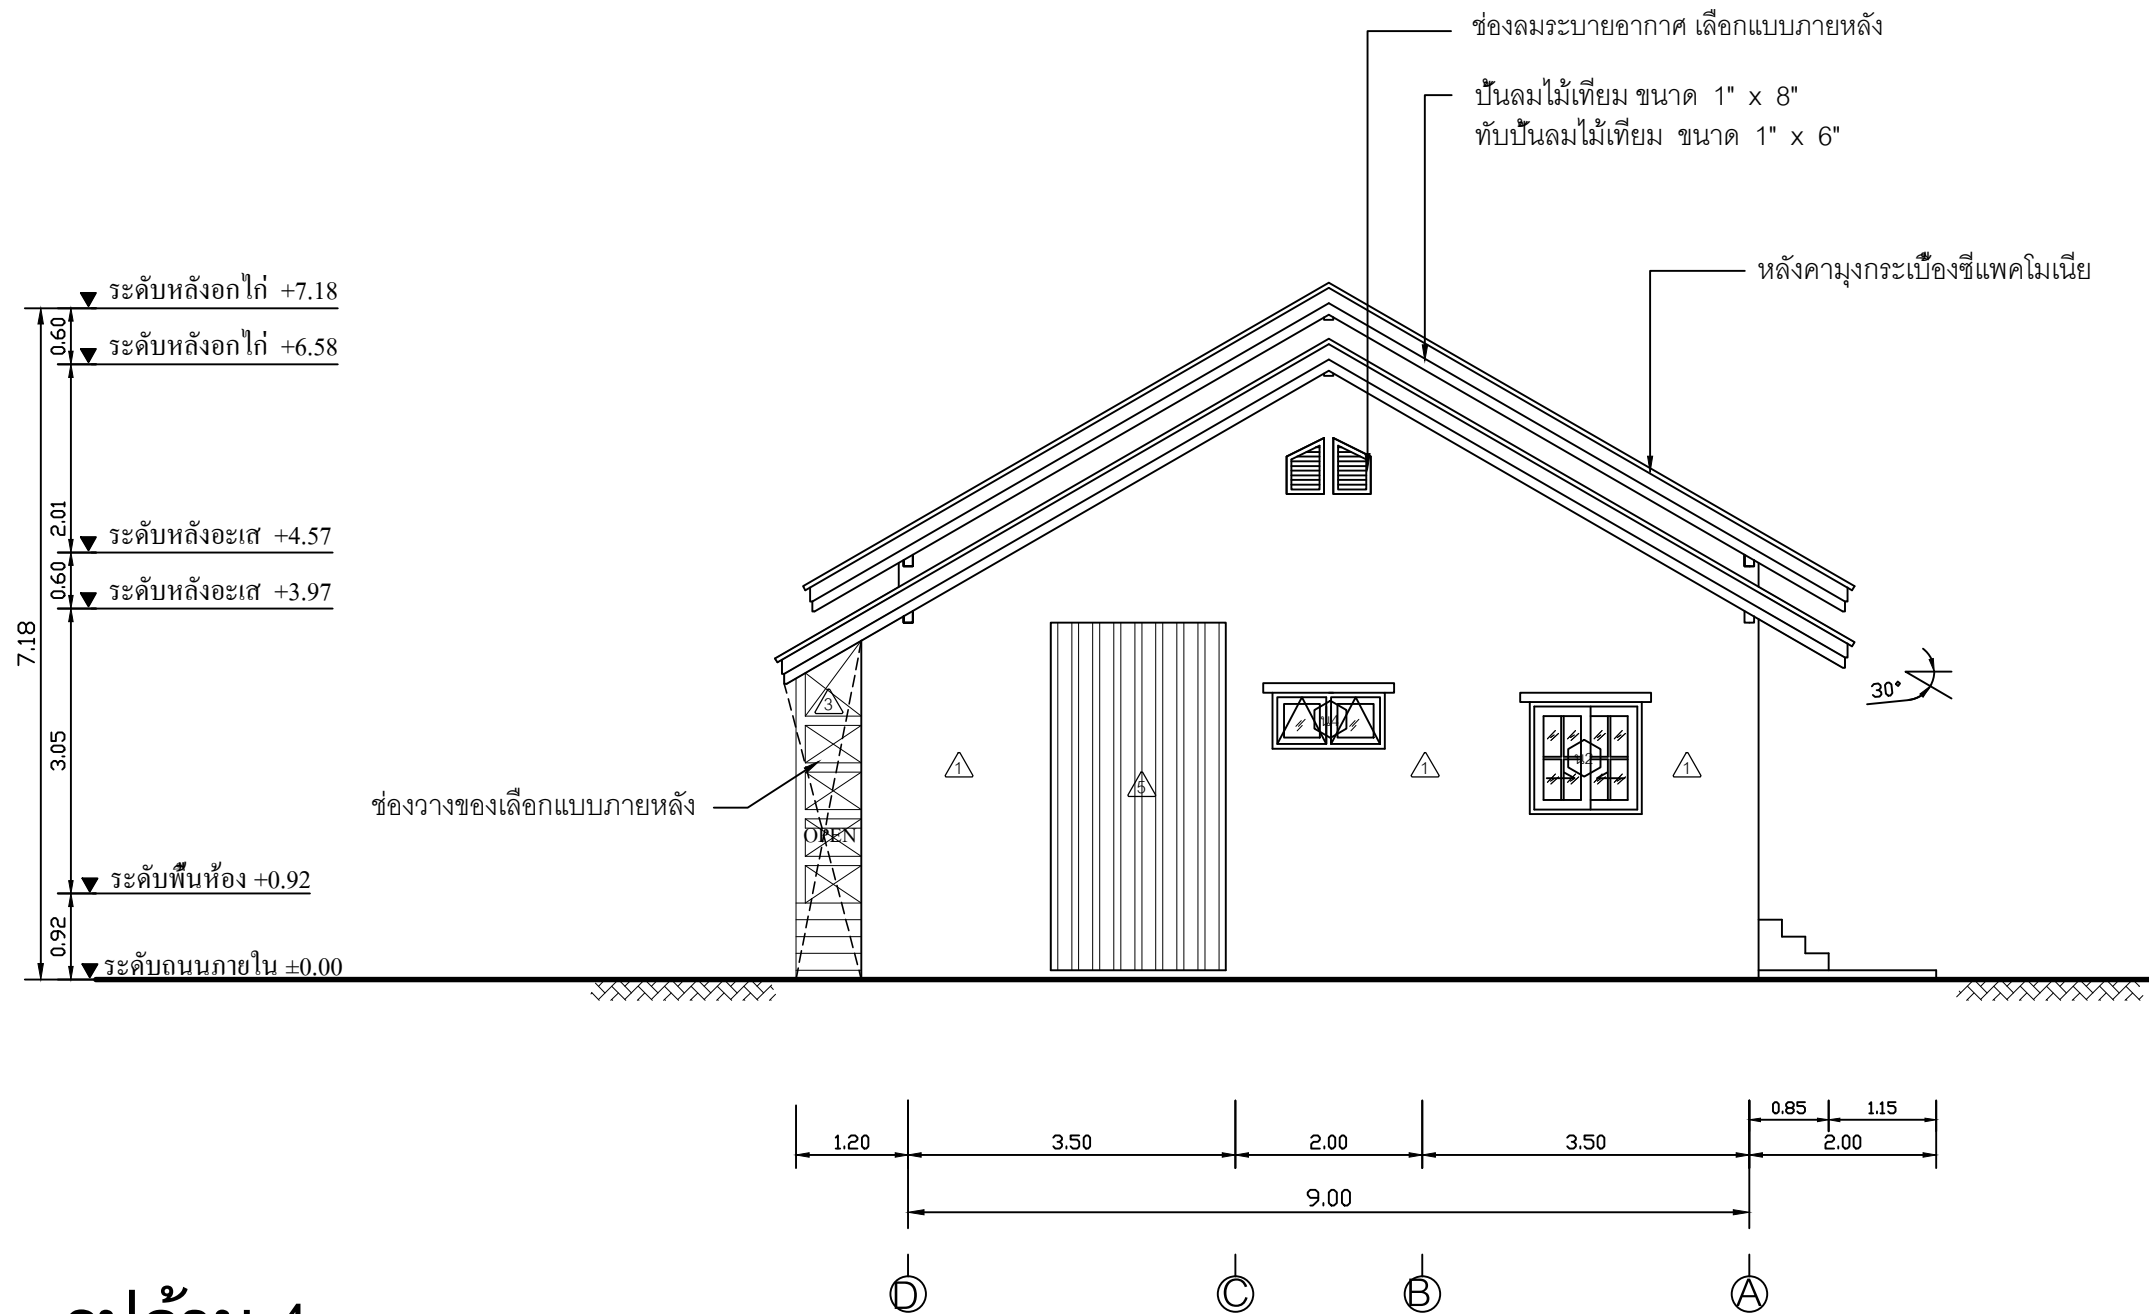 ช่องลมระบายอากาศ เลือกแบบภายหลัง
ปั้นลมไม้เทียม ขนาด 1" x 8"
ทับปั้นลมไม้เทียม ขนาด 1" x 6"
หลังคามุงกระเบื้องซีแพคโมเนีย
ระดับหลังอกไก่ +7.18
0.60
ระดับหลังอกไก่ +6.58
2.01
ระดับหลังอะเส +4.57
0.60
ระดับหลังอะเส +3.97
7.18
30°
3
น4
น2
3.05
1
5
1
1
ช่องวางของเลือกแบบภายหลัง
OPEN
ระดับพื้นห้อง +0.92
0.92
ระดับถนนภายใน ±0.00
0.85 1.15
1.20 3.50 2.00 3.50 2.00
9.00
D C B A
รูปด้าน 4